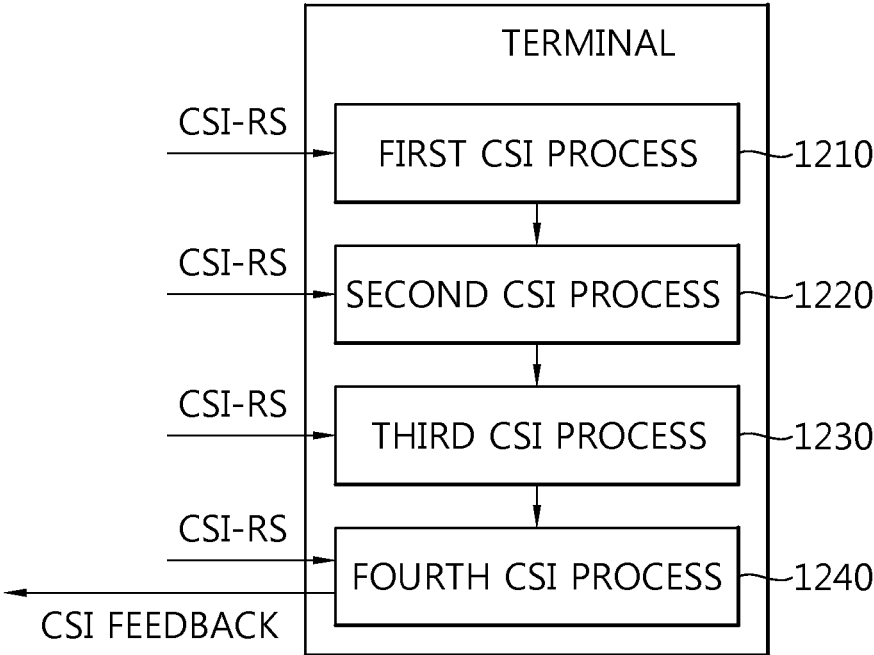 TERMINAL
CSI-RS
FIRST CSI PROCESS
1210
CSI-RS
SECOND CSI PROCESS
1220
CSI-RS
THIRD CSI PROCESS
1230
CSI-RS
FOURTH CSI PROCESS
1240
CSI FEEDBACK